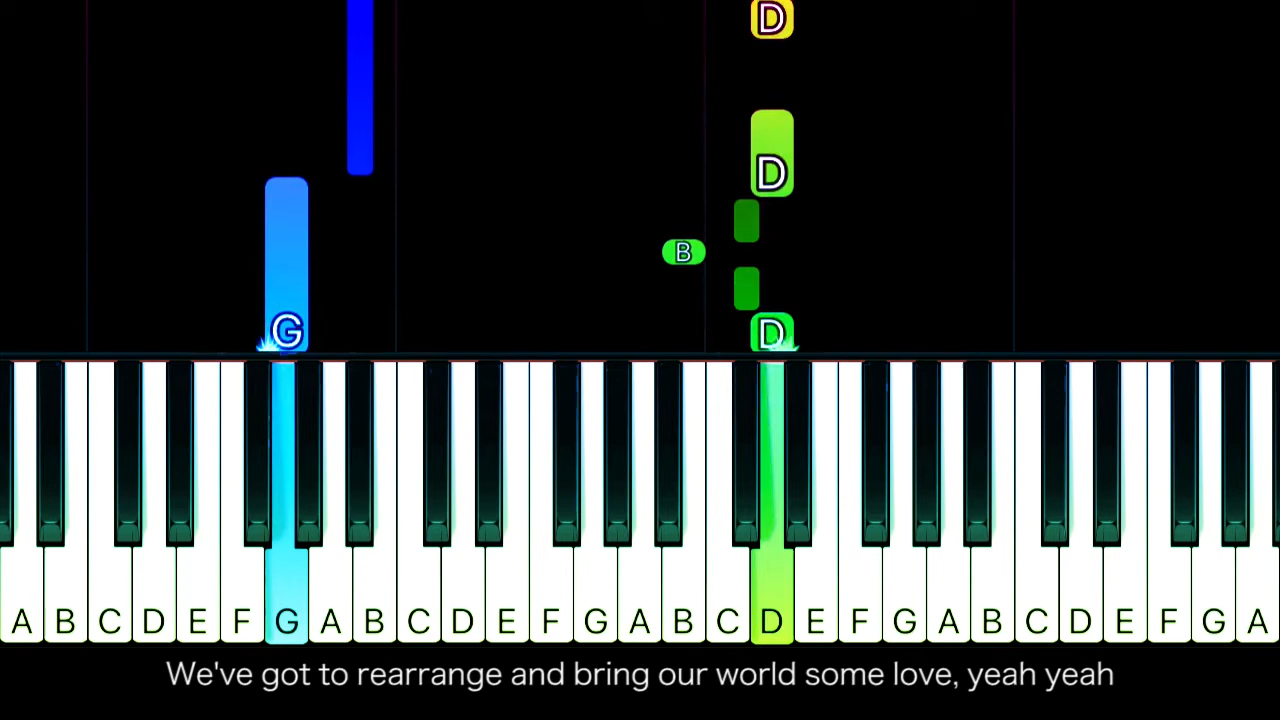 D
D
B
G D
A B C D E F G A B C D E F G A B C D E F G A B C D E F G A
We've got to rearrange and bring our world some love, yeah yeah